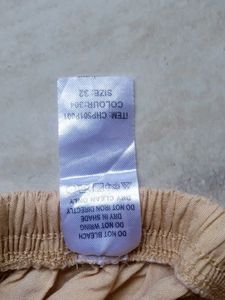 DO NOT BLEACH
DO NOT WRING
DRY IN SHADE
DO NOT IRON DIRECTLY
DRY CLEAN ONLY
COLOUR:304
SIZE: 32